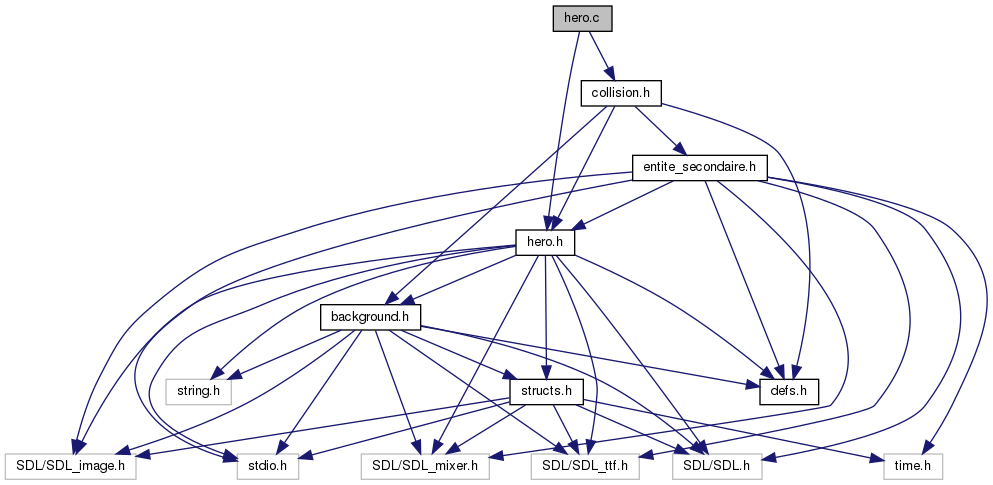 hero.c
collision.h
entite_secondaire.h
hero.h
background.h
string.h
structs.h
defs.h
SDL/SDL_image.h
stdio.h
SDL/SDL_mixer.h
SDL/SDL_ttf.h
SDL/SDL.h
time.h